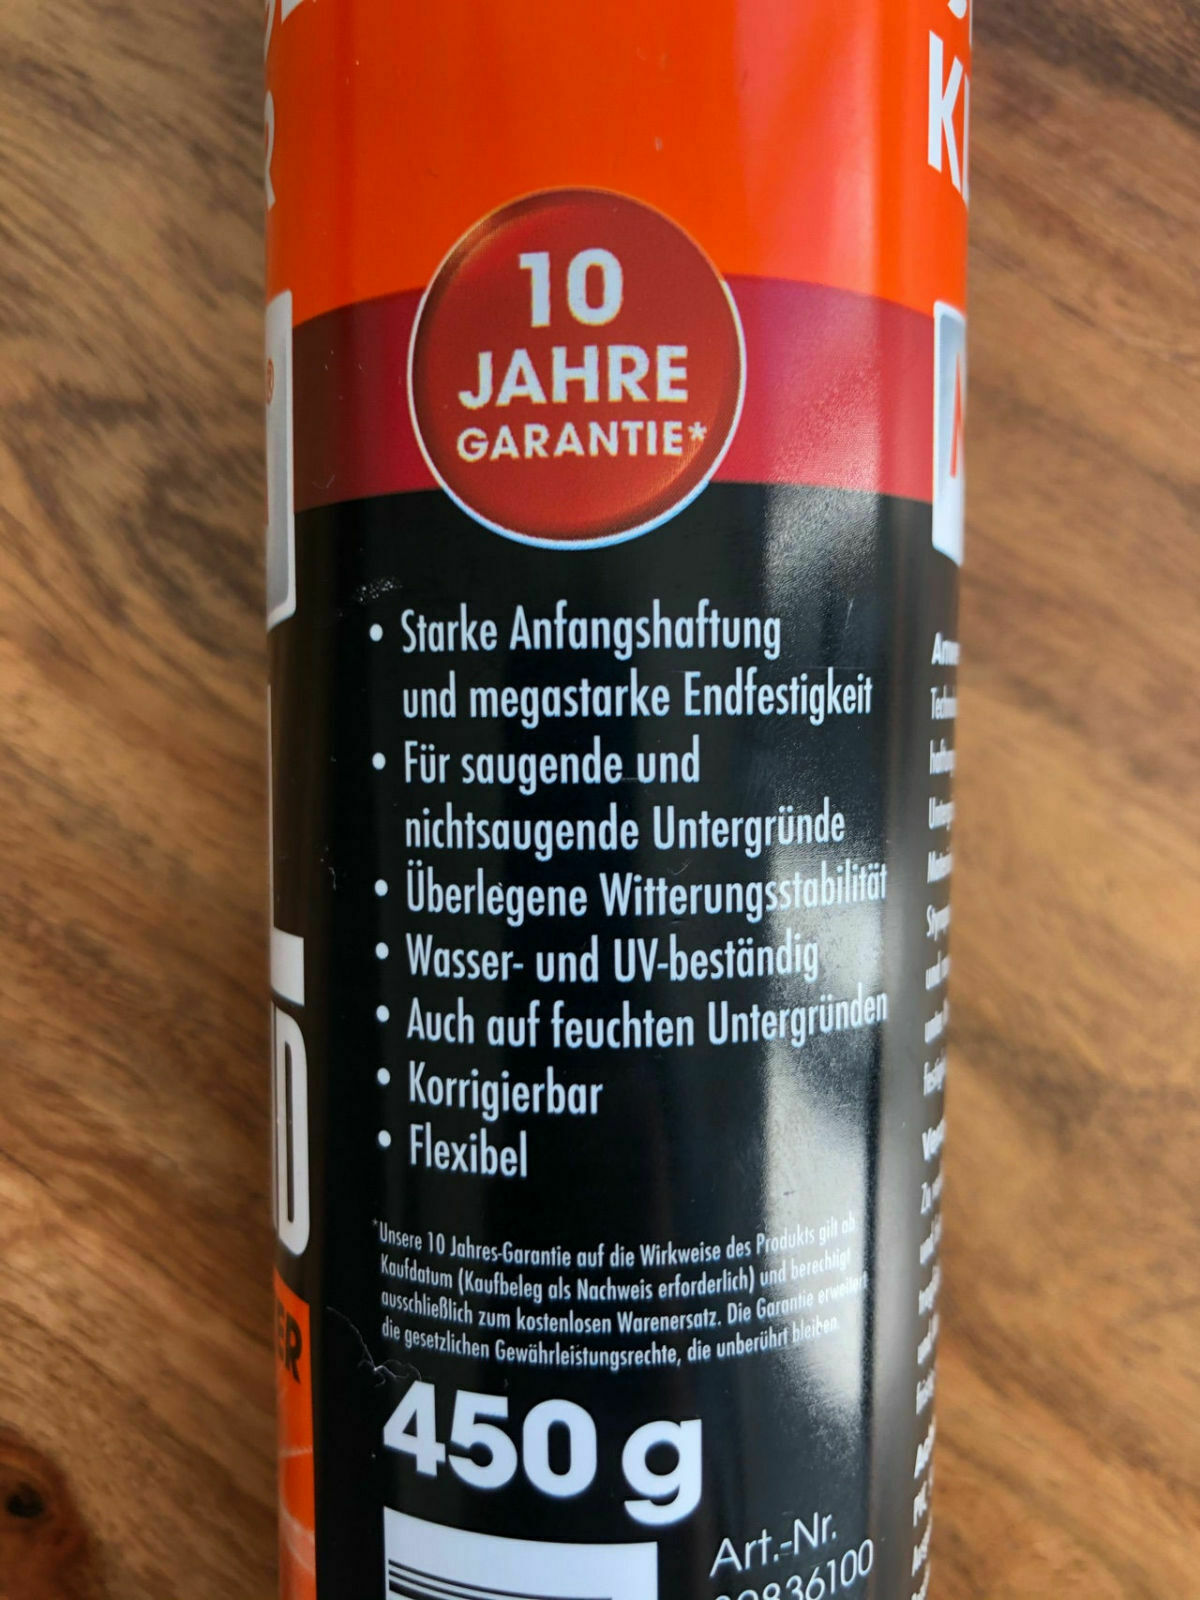 10
JAHRE
GARANTIE*
• Starke Anfangshaftung
und megastarke Endfestigkeit
• Für saugende und
nichtsaugende Untergründe
• Überlegene Witterungsstabilität
• Wasser- und UV-beständig
• Auch auf feuchten Untergründen
• Korrigierbar
• Flexibel
*Unsere 10 Jahres-Garantie auf die Wirkweise des Produkts gilt ab
Kaufdatum (Kaufbeleg als Nachweis erforderlich) und berechtigt
ausschließlich zum kostenlosen Warenersatz. Die Garantie erweitert
die gesetzlichen Gewährleistungsrechte, die unberührt bleiben.
450 g
Art.-Nr.